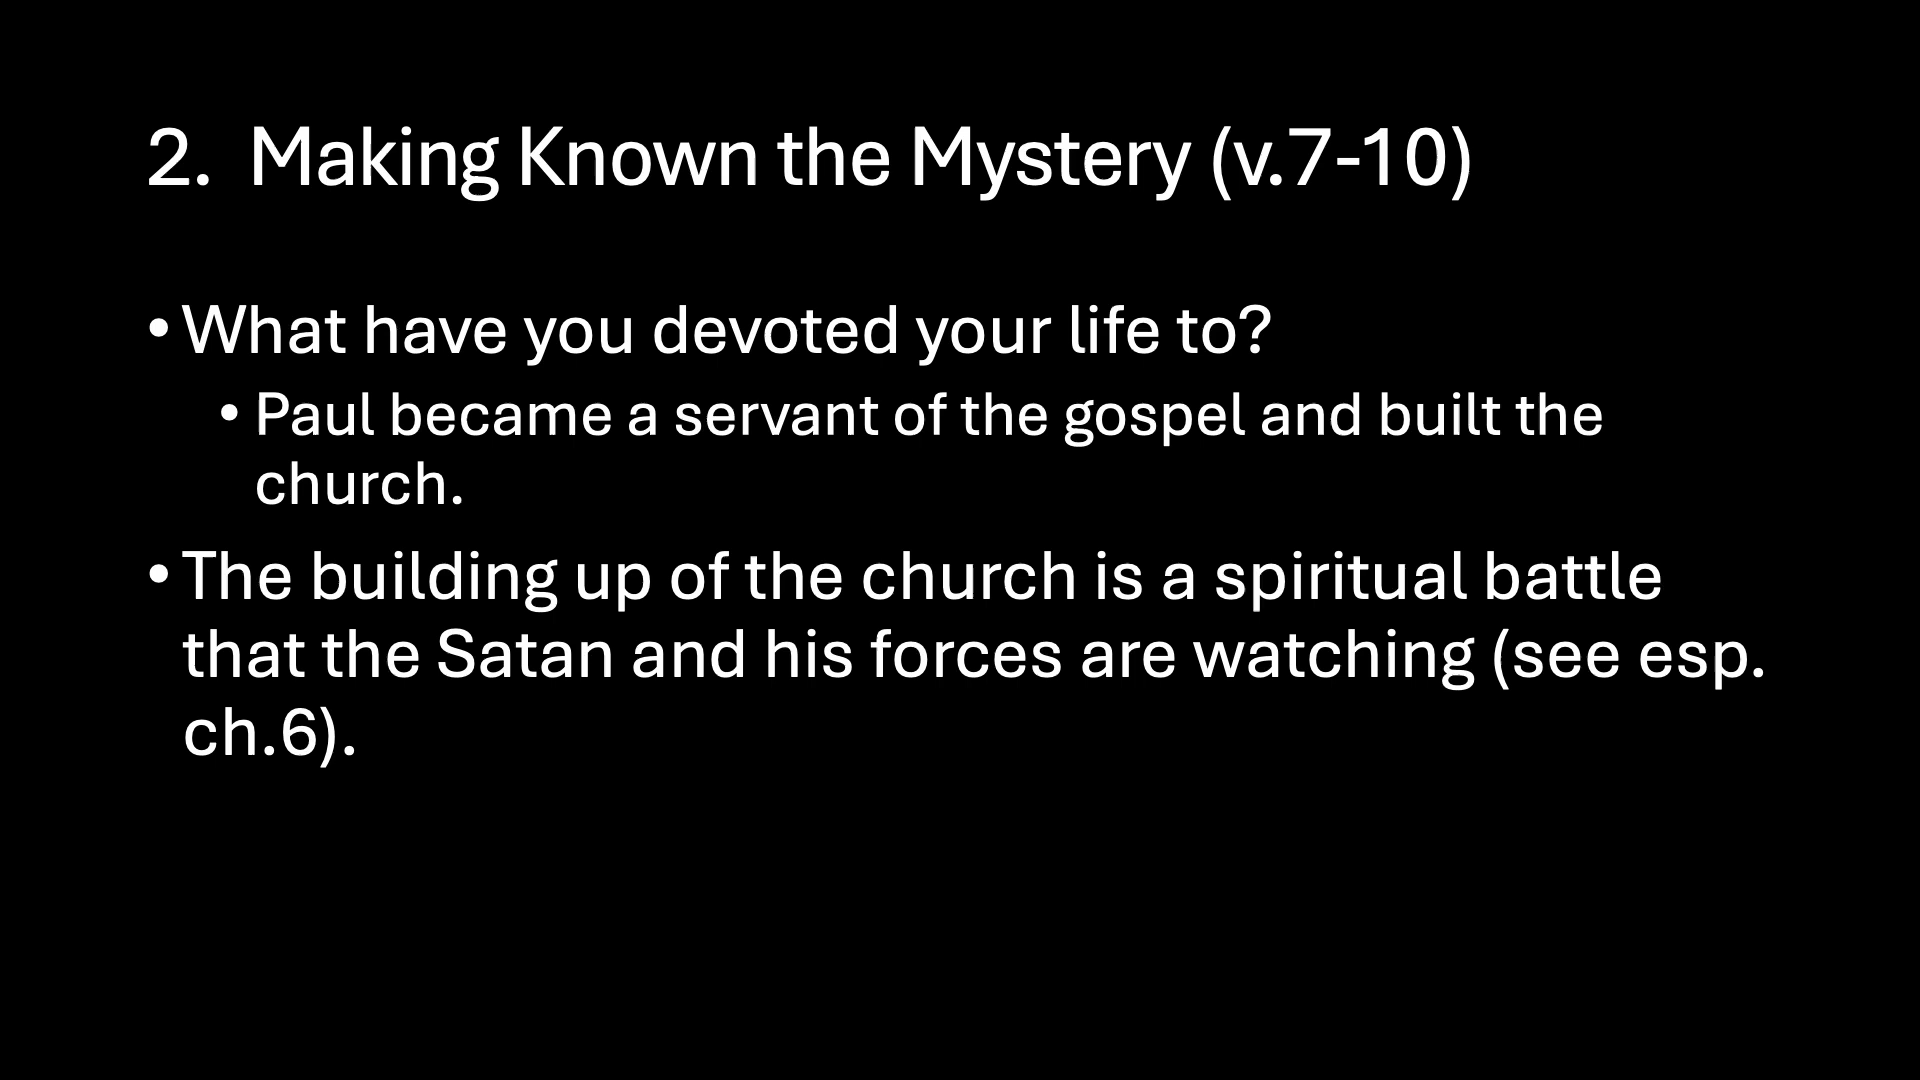 2. Making Known the Mystery (v.7-10)
• What have you devoted your life to?
• Paul became a servant of the gospel and built the
church.
• The building up of the church is a spiritual battle
that the Satan and his forces are watching (see esp.
ch.6).